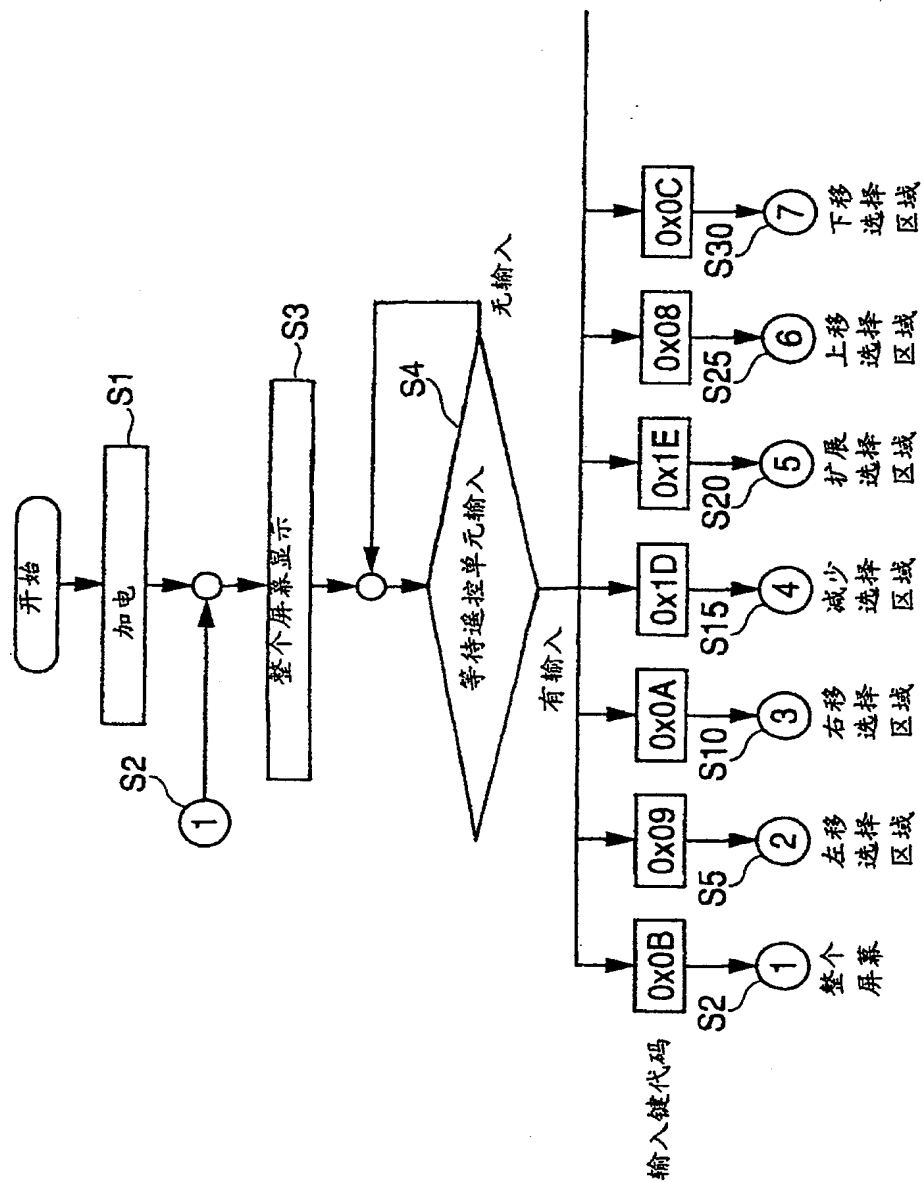 开始
加电
S1
S2
1
整个屏幕显示
S3
等待遥控单元输入
S4
无输入
有输入
输入键代码
0x0B
0x09
0x0A
0x1D
0x1E
0x08
0x0C
S2
S5
S10
S15
S20
S25
S30
1
2
3
4
5
6
7
整个
屏幕
左移
选择
区域
右移
选择
区域
减少
选择
区域
扩展
选择
区域
上移
选择
区域
下移
选择
区域